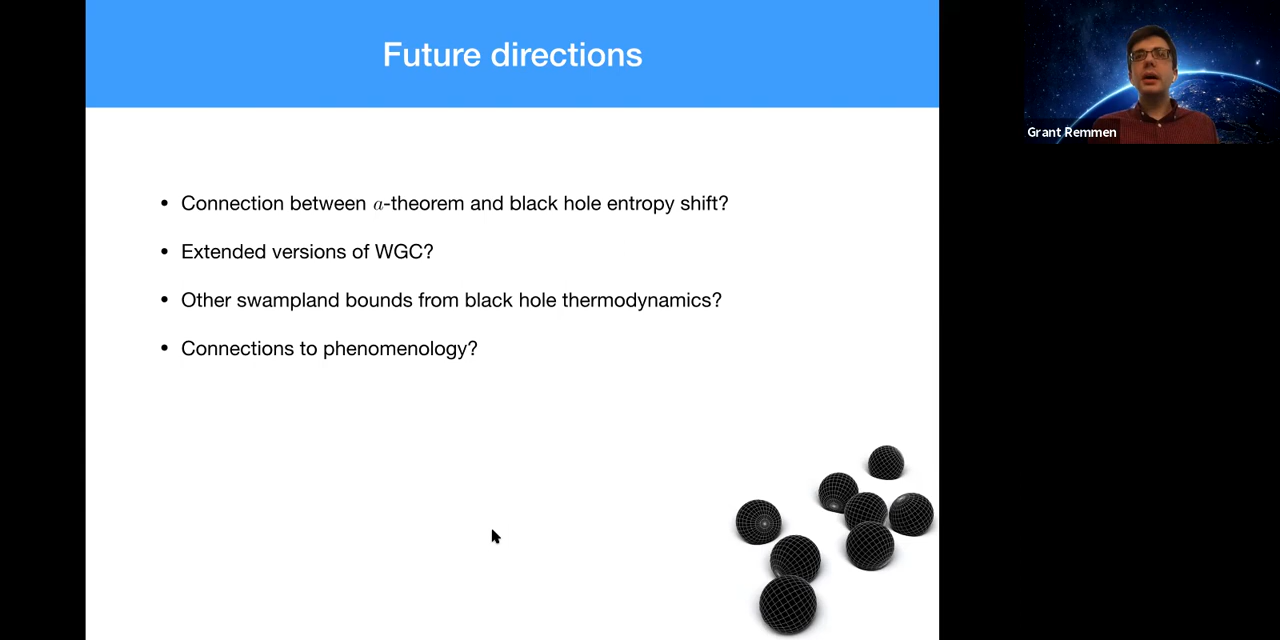 Future directions
• Connection between a-theorem and black hole entropy shift?
• Extended versions of WGC?
• Other swampland bounds from black hole thermodynamics?
• Connections to phenomenology?
Grant Remmen